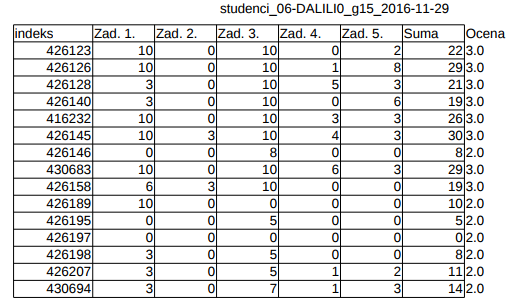 studenci_06-DALILI0_g15_2016-11-29
indeks Zad. 1. Zad. 2. Zad. 3. Zad. 4. Zad. 5. Suma Ocena
426123 10 0 10 0 2 22 3.0
426126 10 0 10 1 8 29 3.0
426128 3 0 10 5 3 21 3.0
426140 3 0 10 0 6 19 3.0
416232 10 0 10 3 3 26 3.0
426145 10 3 10 4 3 30 3.0
426146 0 0 8 0 0 8 2.0
430683 10 0 10 6 3 29 3.0
426158 6 3 10 0 0 19 3.0
426189 10 0 0 0 0 10 2.0
426195 0 0 5 0 0 5 2.0
426197 0 0 0 0 0 0 2.0
426198 3 0 5 0 0 8 2.0
426207 3 0 5 1 2 11 2.0
430694 3 0 7 1 3 14 2.0